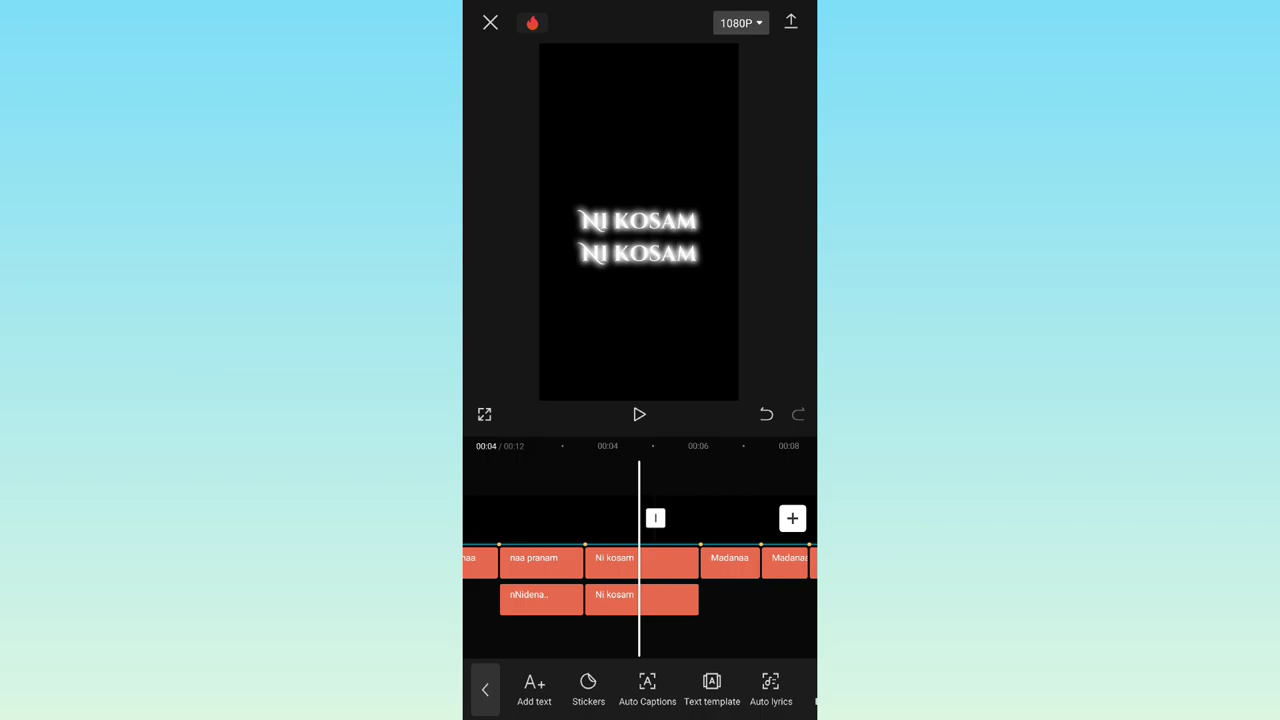 1080P
NI KOSAM
NI KOSAM
00:04 / 00:12
00:04
00:06
00:08
naa
naa pranam
Ni kosam
Madanaa
Madanaa
nNidena..
Ni kosam
Add text
Stickers
Auto Captions
Text template
Auto lyrics